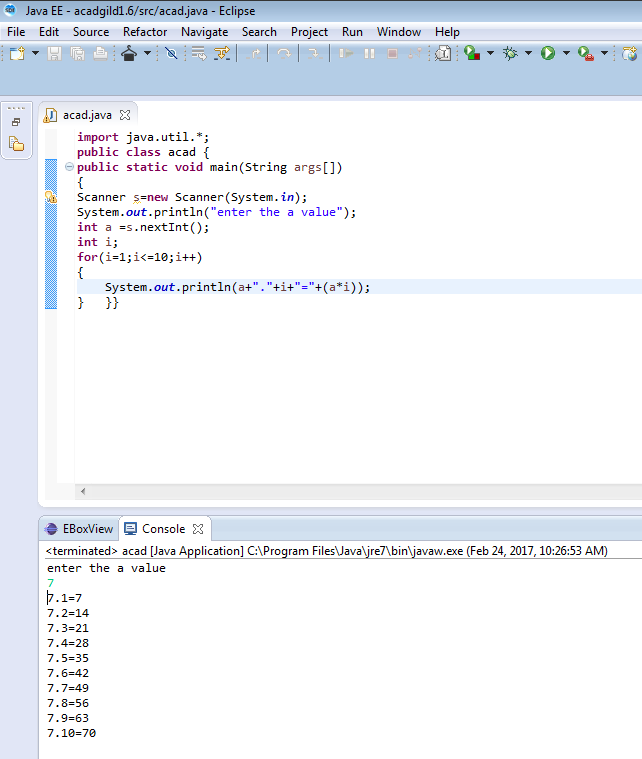 Java EE - acadgild1.6/src/acad.java - Eclipse
File Edit Source Refactor Navigate Search Project Run Window Help
acad.java
import java.util.*;
public class acad {
public static void main(String args[])
{
Scanner s=new Scanner(System.in);
System.out.println("enter the a value");
int a =s.nextInt();
int i;
for(i=1;i<=10;i++)
{
System.out.println(a+"."+i+"="+(a*i));
} }}
EBoxView Console
<terminated> acad [Java Application] C:\Program Files\Java\jre7\bin\javaw.exe (Feb 24, 2017, 10:26:53 AM)
enter the a value
7
7.1=7
7.2=14
7.3=21
7.4=28
7.5=35
7.6=42
7.7=49
7.8=56
7.9=63
7.10=70